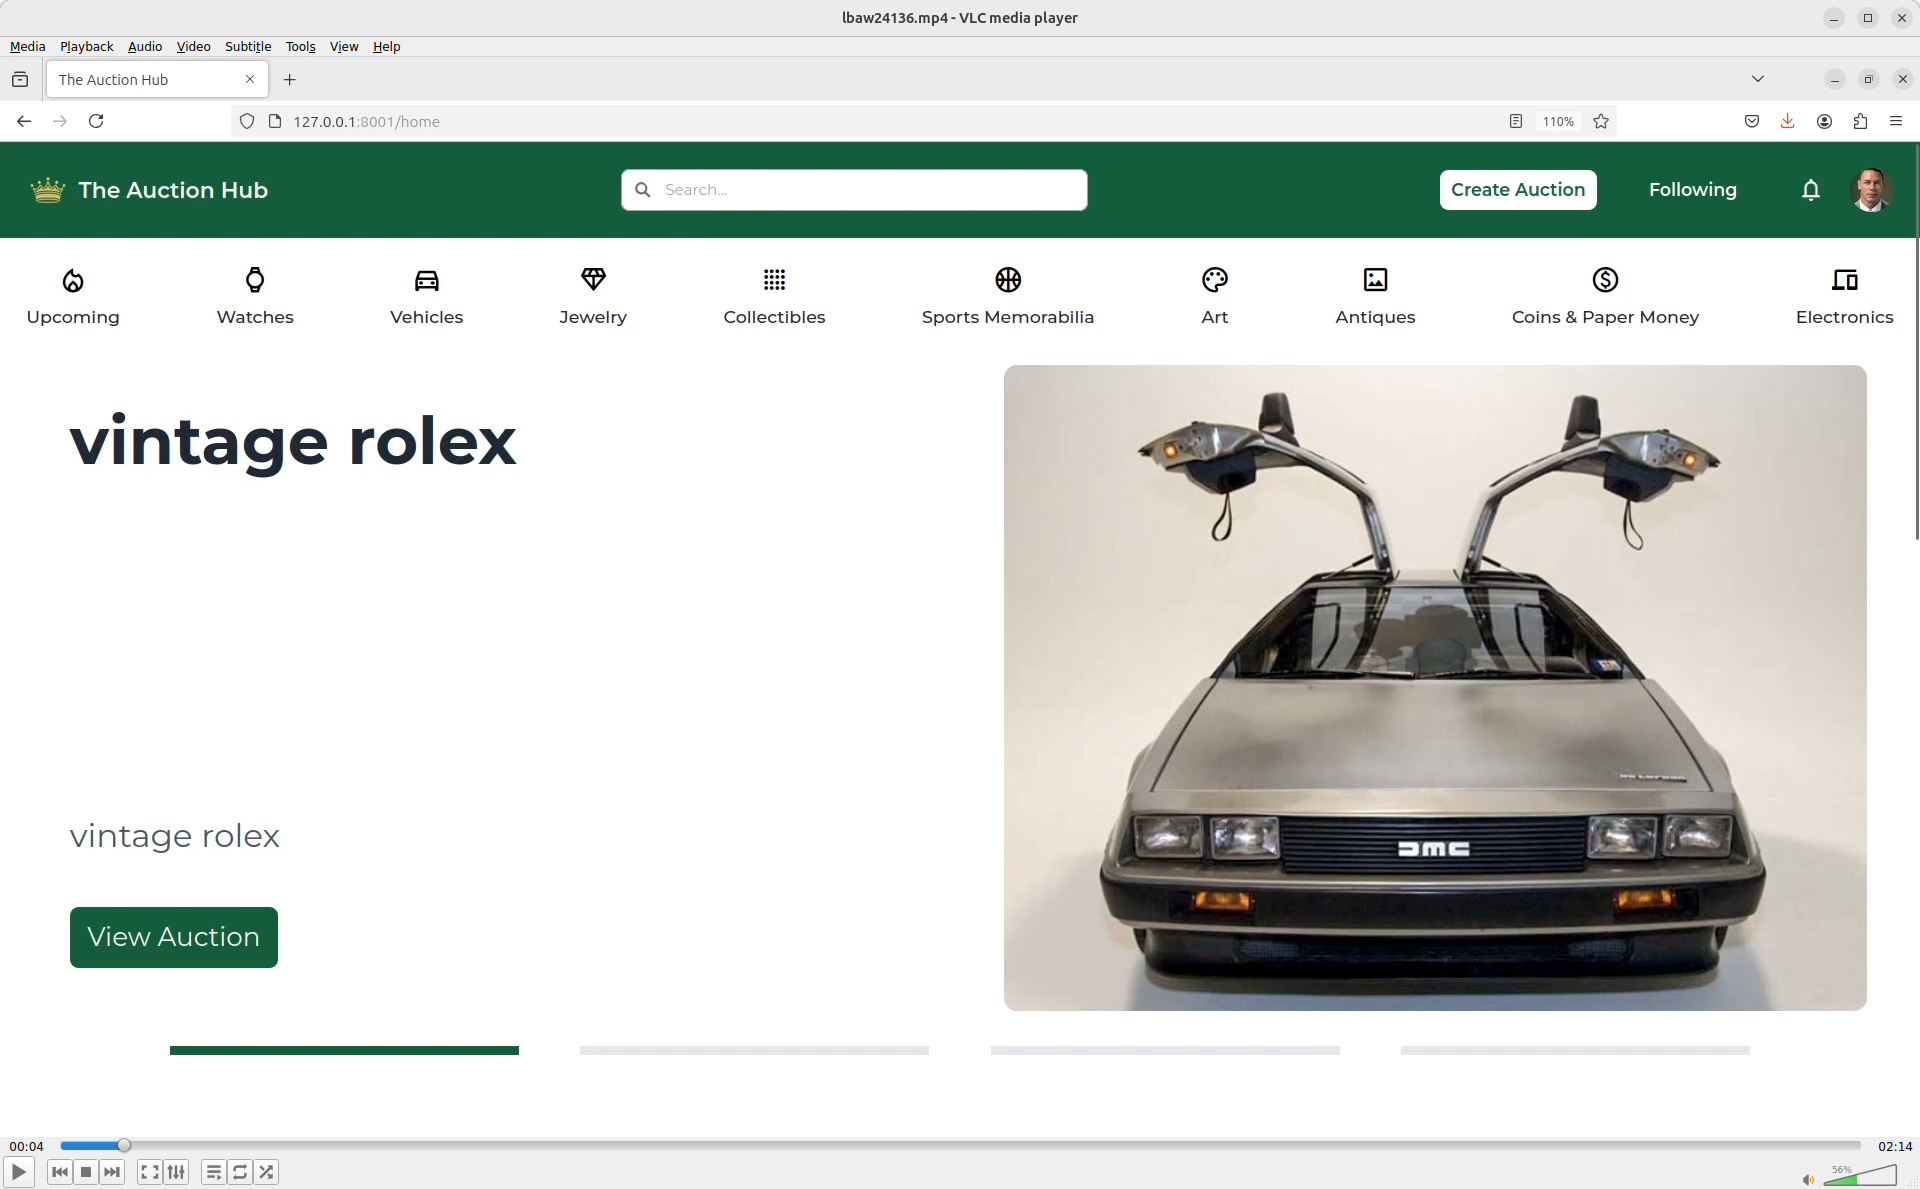 lbaw24136.mp4 - VLC media player
Media Playback Audio Video Subtitle Tools View Help
The Auction Hub
127.0.0.1:8001/home
110%
The Auction Hub
Search...
Create Auction
Following
Upcoming
Watches
Vehicles
Jewelry
Collectibles
Sports Memorabilia
Art
Antiques
Coins & Paper Money
Electronics
vintage rolex
DMC
vintage rolex
View Auction
00:04
02:14
56%